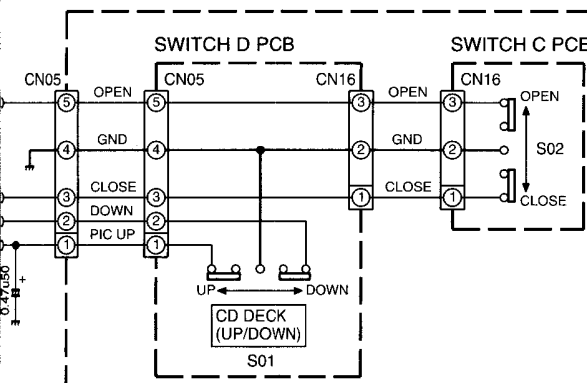 SWITCH D PCB
SWITCH C PCB
CN05
CN05
CN16
CN16
5 OPEN 5 3 OPEN 3 OPEN
4 GND 4 2 GND 2 S02
3 CLOSE 3 1 CLOSE 1 CLOSE
2 DOWN 2
1 PIC UP 1
0.47u50
+
UP DOWN
CD DECK
(UP/DOWN)
S01